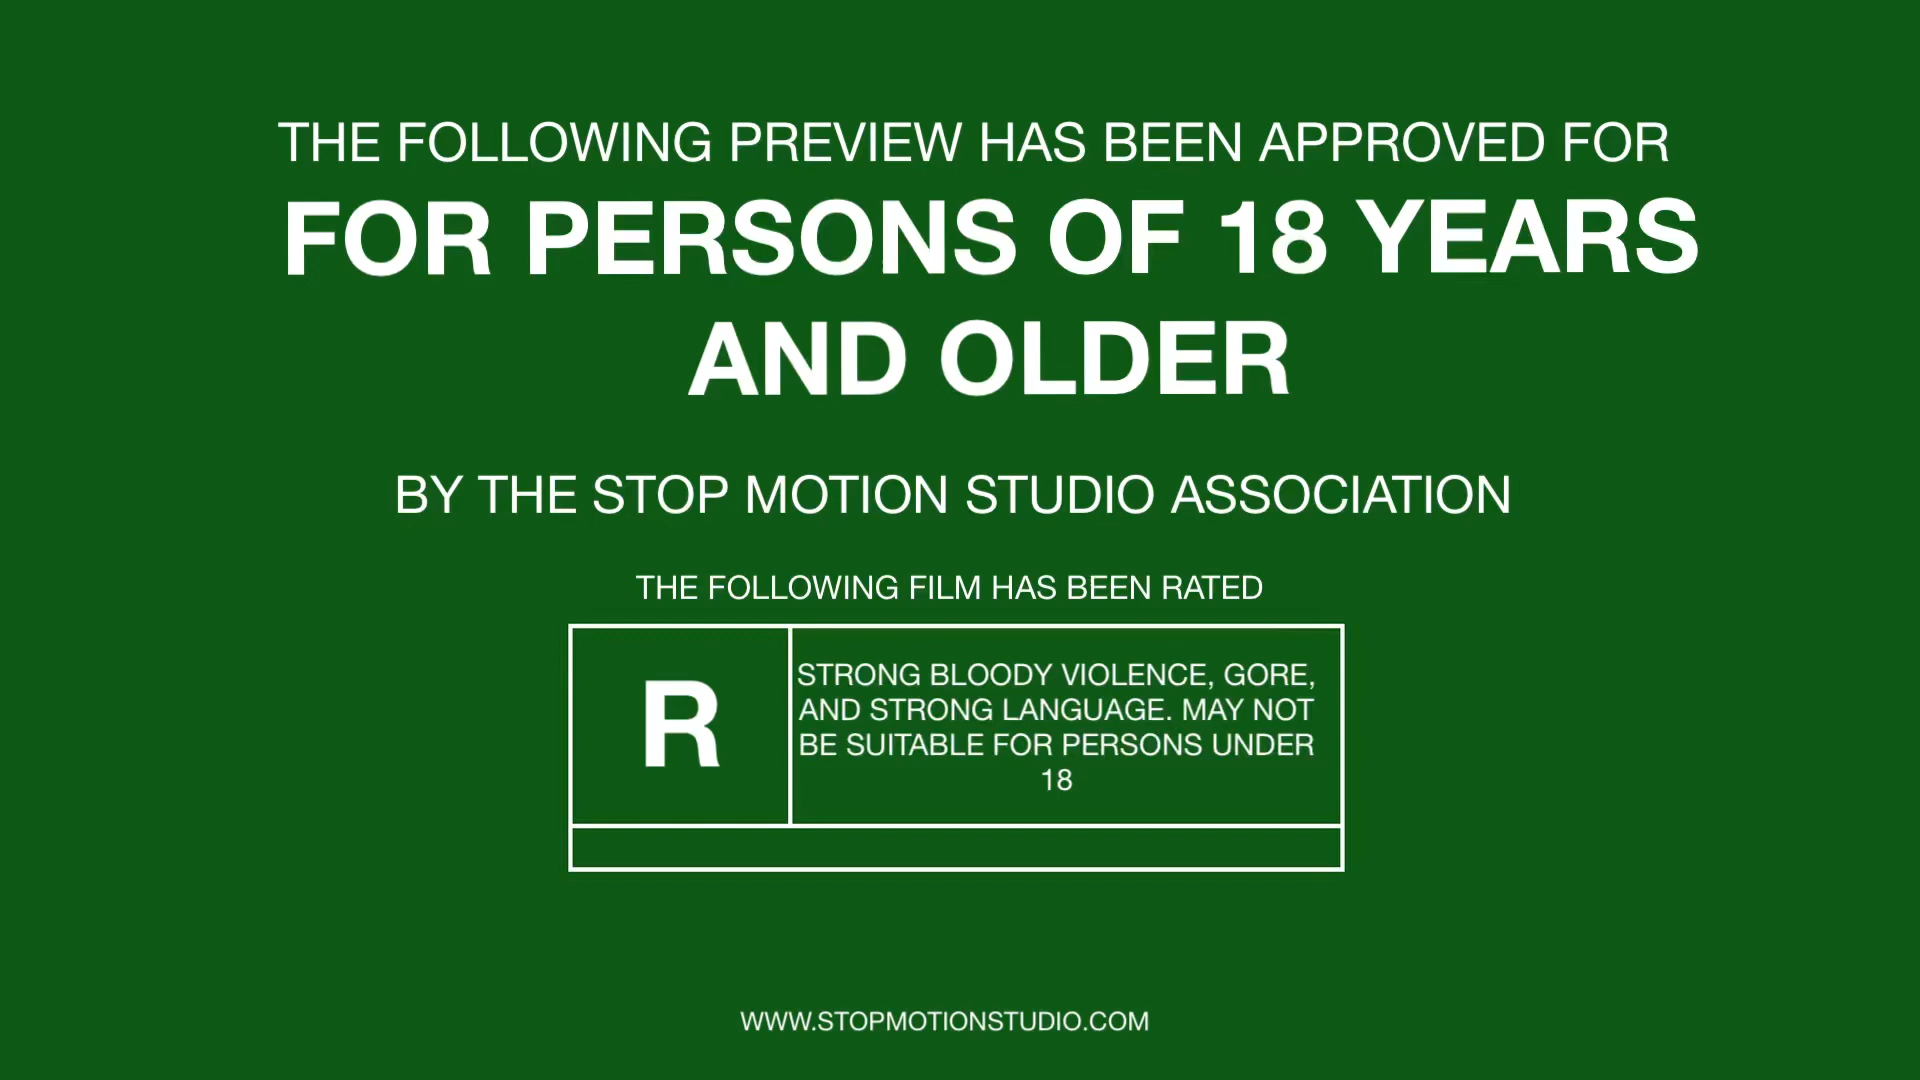 THE FOLLOWING PREVIEW HAS BEEN APPROVED FOR
FOR PERSONS OF 18 YEARS
AND OLDER
BY THE STOP MOTION STUDIO ASSOCIATION
THE FOLLOWING FILM HAS BEEN RATED
R
STRONG BLOODY VIOLENCE, GORE,
AND STRONG LANGUAGE. MAY NOT
BE SUITABLE FOR PERSONS UNDER
18
WWW.STOPMOTIONSTUDIO.COM